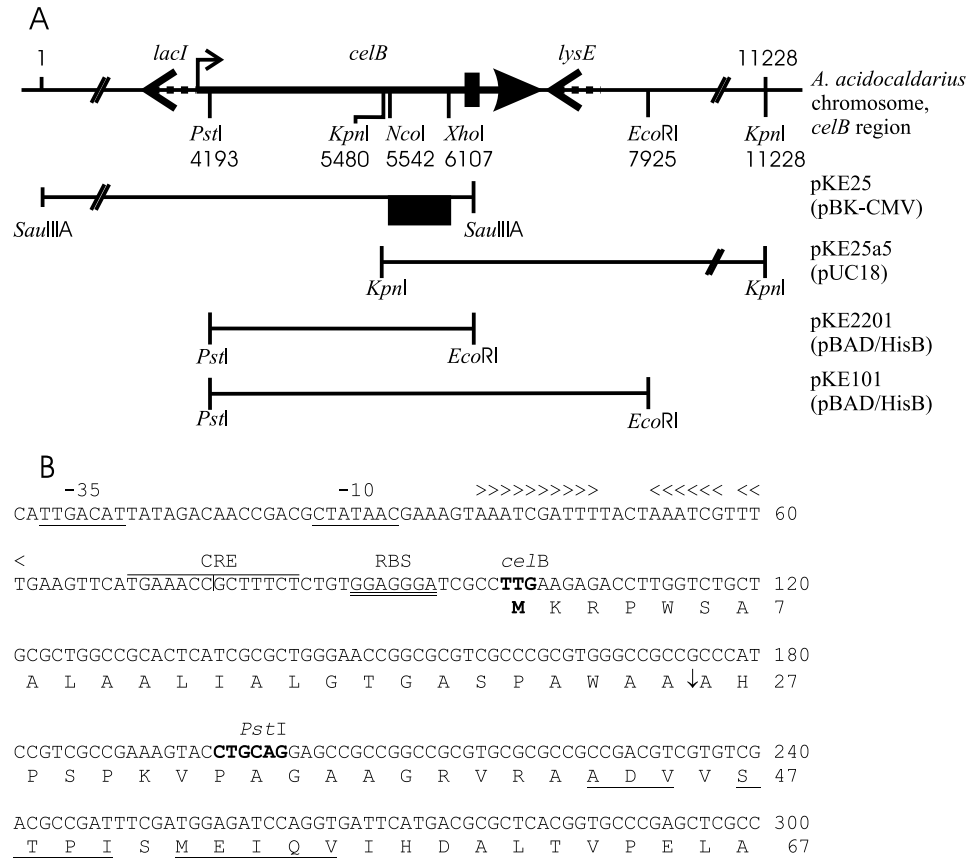 A
1 lacI celB lysE 11228
A. acidocaldarius
chromosome,
celB region
PstI KpnI NcoI XhoI EcoRI KpnI
4193 5480 5542 6107 7925 11228
pKE25
(pBK-CMV)
SauIIIA SauIIIA
pKE25a5
(pUC18)
KpnI KpnI
pKE2201
(pBAD/HisB)
PstI EcoRI
pKE101
(pBAD/HisB)
PstI EcoRI
B
-35 -10 >>>>>>>>>> <<<<<< <<
CATTGACATTATAGACAACCGACGCTATAACGAAAGTAAATCGATTTTACTAAATCGTTT 60
< CRE RBS celB
TGAAGTTCATGAAACCGCTTTCTCTGTGGAGGGATCGCCTTGAAGAGACCTTGGTCTGCT 120
M K R P W S A 7
GCGCTGGCCGCACTCATCGCGCTGGGAACCGGCGCGTCGCCCGCGTGGGCCGCCGCCCAT 180
A L A A L I A L G T G A S P A W A A ↓A H 27
PstI
CCGTCGCCGAAAGTACCTGCAGGAGCCGCCGGCCGCGTGCGCGCCGCCGACGTCGTGTCG 240
P S P K V P A G A A G R V R A A D V V S 47
ACGCCGATTTCGATGGAGATCCAGGTGATTCATGACGCGCTCACGGTGCCCGAGCTCGCC 300
T P I S M E I Q V I H D A L T V P E L A 67